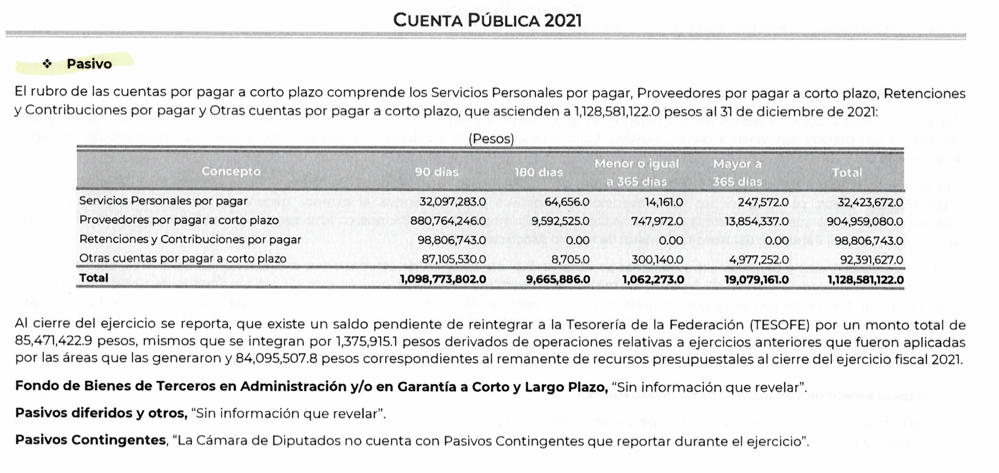 CUENTA PÚBLICA 2021
❖ Pasivo
El rubro de las cuentas por pagar a corto plazo comprende los Servicios Personales por pagar, Proveedores por pagar a corto plazo, Retenciones
y Contribuciones por pagar y Otras cuentas por pagar a corto plazo, que ascienden a 1,128,581,122.0 pesos al 31 de diciembre de 2021:
(Pesos)
Concepto 90 días 180 días Menor o igual a 365 días Mayor a 365 días Total
Servicios Personales por pagar 32,097,283.0 64,656.0 14,161.0 247,572.0 32,423,672.0
Proveedores por pagar a corto plazo 880,764,246.0 9,592,525.0 747,972.0 13,854,337.0 904,959,080.0
Retenciones y Contribuciones por pagar 98,806,743.0 0.00 0.00 0.00 98,806,743.0
Otras cuentas por pagar a corto plazo 87,105,530.0 8,705.0 300,140.0 4,977,252.0 92,391,627.0
Total 1,098,773,802.0 9,665,886.0 1,062,273.0 19,079,161.0 1,128,581,122.0
Al cierre del ejercicio se reporta, que existe un saldo pendiente de reintegrar a la Tesorería de la Federación (TESOFE) por un monto total de
85,471,422.9 pesos, mismos que se integran por 1,375,915.1 pesos derivados de operaciones relativas a ejercicios anteriores que fueron aplicadas
por las áreas que las generaron y 84,095,507.8 pesos correspondientes al remanente de recursos presupuestales al cierre del ejercicio fiscal 2021.
Fondo de Bienes de Terceros en Administración y/o en Garantía a Corto y Largo Plazo, “Sin información que revelar”.
Pasivos diferidos y otros, “Sin información que revelar”.
Pasivos Contingentes, “La Cámara de Diputados no cuenta con Pasivos Contingentes que reportar durante el ejercicio”.